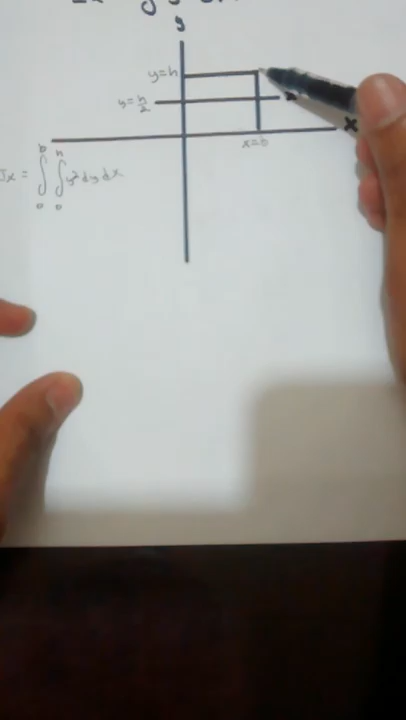 y
y=h
y=h/2
x
x=b
Jx = ∫₀ᵇ ∫₀ʰ y² dy dx